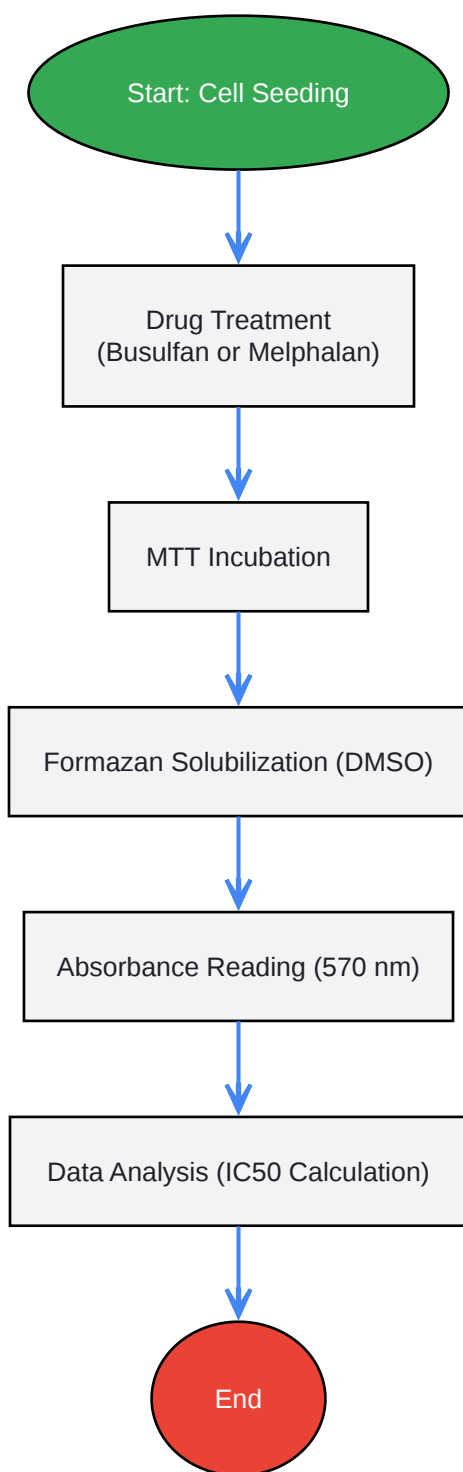 Start: Cell Seeding
Drug Treatment
(Busulfan or Melphalan)
MTT Incubation
Formazan Solubilization (DMSO)
Absorbance Reading (570 nm)
Data Analysis (IC50 Calculation)
End